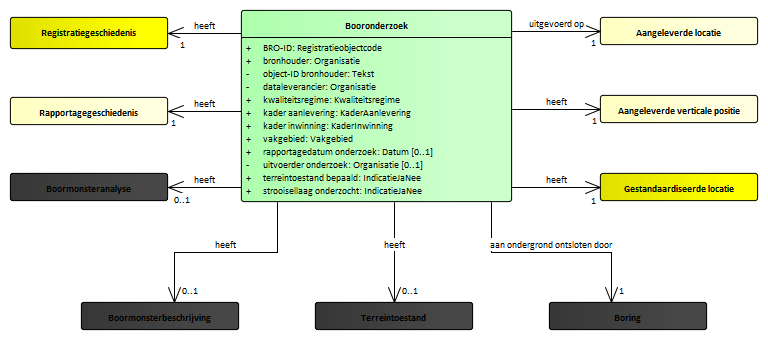 Booronderzoek
+ BRO-ID: Registratieobjectcode
+ bronhouder: Organisatie
- object-ID bronhouder: Tekst
- dataleverancier: Organisatie
+ kwaliteitsregime: Kwaliteitsregime
+ kader aanlevering: KaderAanlevering
+ kader inwinning: KaderInwinning
+ vakgebied: Vakgebied
+ rapportagedatum onderzoek: Datum [0..1]
- uitvoerder onderzoek: Organisatie [0..1]
+ terreintoestand bepaald: IndicatieJaNee
+ strooisellaag onderzocht: IndicatieJaNee
heeft
1
Registratiegeschiedenis
heeft
1
Rapportagegeschiedenis
heeft
0..1
Boormonsteranalyse
uitgevoerd op
1
Aangeleverde locatie
heeft
1
Aangeleverde verticale positie
heeft
1
Gestandaardiseerde locatie
heeft
0..1
Boormonsterbeschrijving
heeft
0..1
Terreintoestand
aan ondergrond ontsloten door
1
Boring